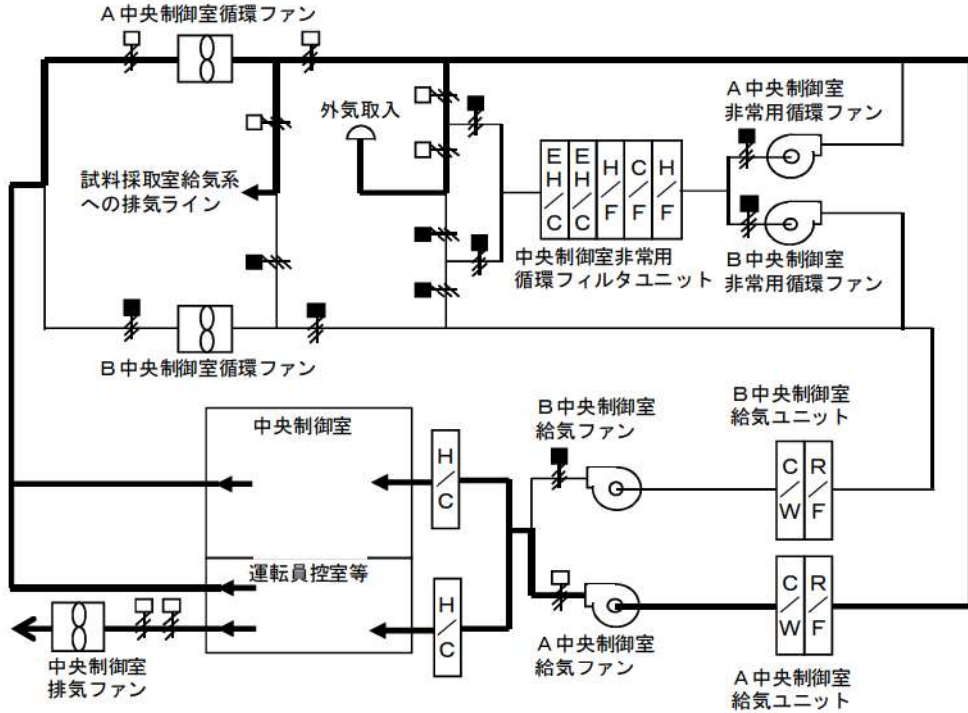 A中央制御室循環ファン
外気取入
A中央制御室
非常用循環ファン
試料採取室給気系
への排気ライン
EH/C
EH/C
H/F
C/F
H/F
中央制御室非常用
循環フィルタユニット
B中央制御室
非常用循環ファン
B中央制御室循環ファン
中央制御室
H/C
B中央制御室
給気ファン
B中央制御室
給気ユニット
C/W
R/F
運転員控室等
H/C
中央制御室
排気ファン
A中央制御室
給気ファン
C/W
R/F
A中央制御室
給気ユニット